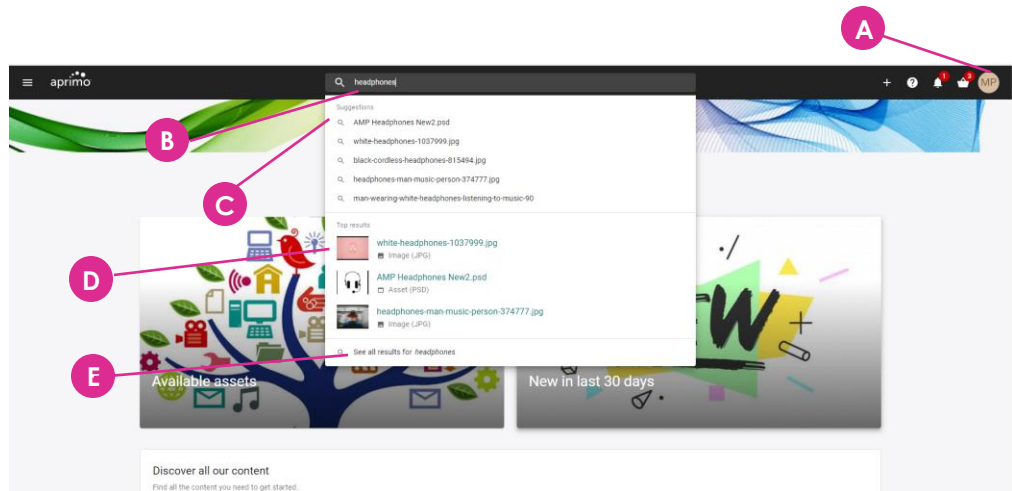 A
aprimo
headphones
1
3
MP
Suggestions
AMP Headphones New2.psd
B
white-headphones-1037999.jpg
black-cordless-headphones-815494.jpg
headphones-man-music-person-374777.jpg
C
man-wearing-white-headphones-listening-to-music-90
Top results
white-headphones-1037999.jpg
Image (JPG)
D
AMP Headphones New2.psd
Asset (PSD)
headphones-man-music-person-374777.jpg
Image (JPG)
See all results for headphones
E
Available assets
NEW
New in last 30 days
Discover all our content
Find all the content you need to get started.